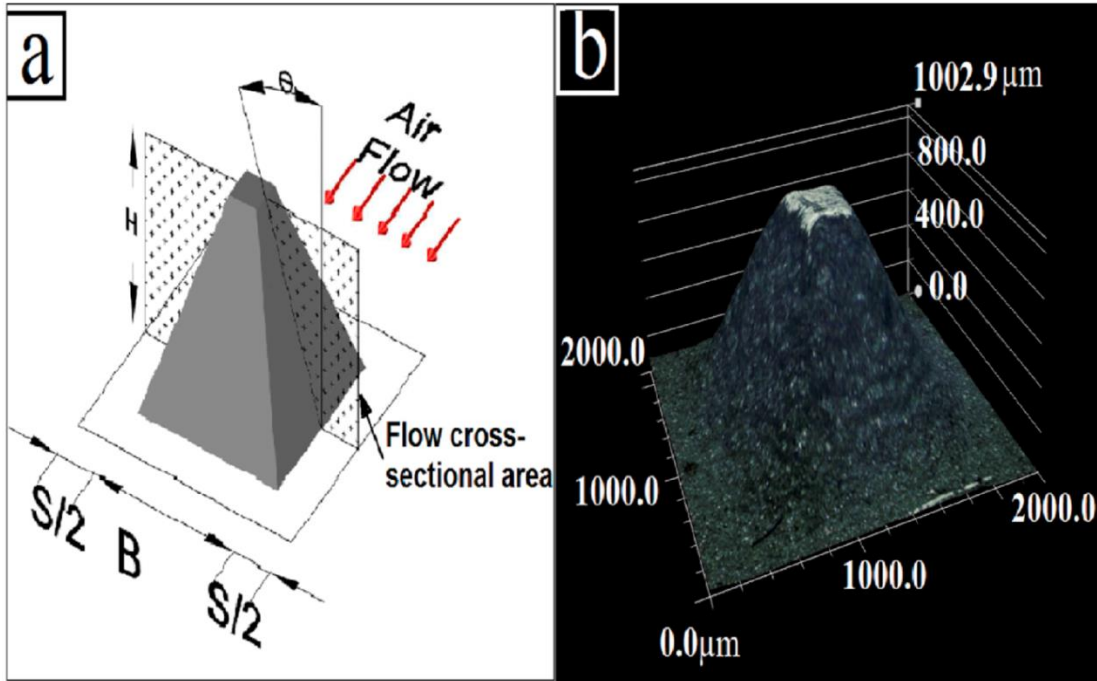 a
θ
Air
Flow
H
Flow cross-
sectional area
S/2
B
S/2
b
1002.9 µm
800.0
400.0
0.0
2000.0
1000.0
2000.0
1000.0
0.0µm